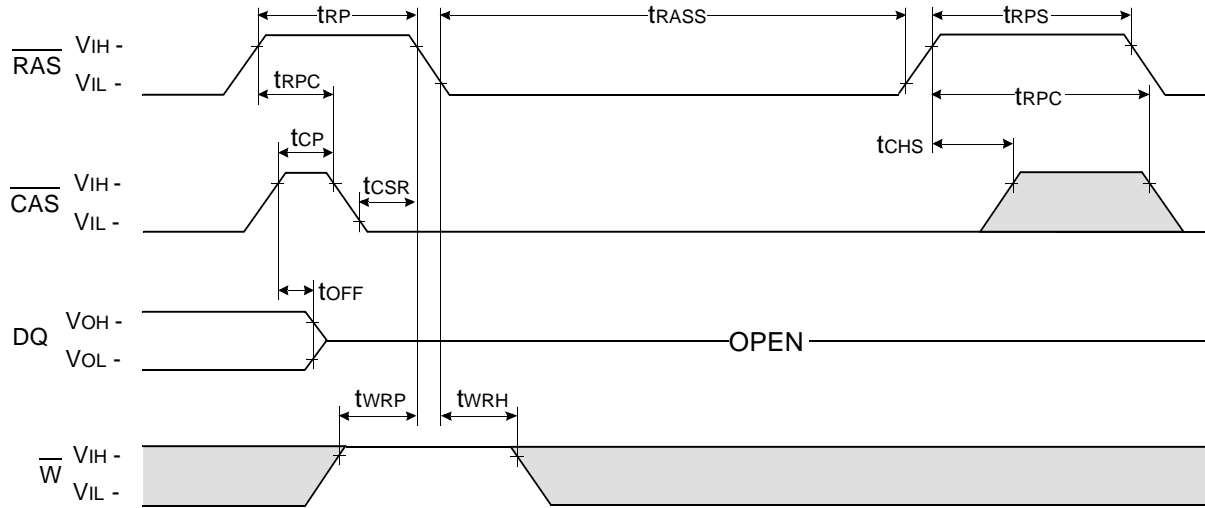 tRP
tRASS
tRPS
RAS
VIH -
VIL -
tRPC
tRPC
tCP
tCHS
CAS
VIH -
VIL -
tCSR
tOFF
DQ
VOH -
VOL -
OPEN
tWRP
tWRH
W
VIH -
VIL -